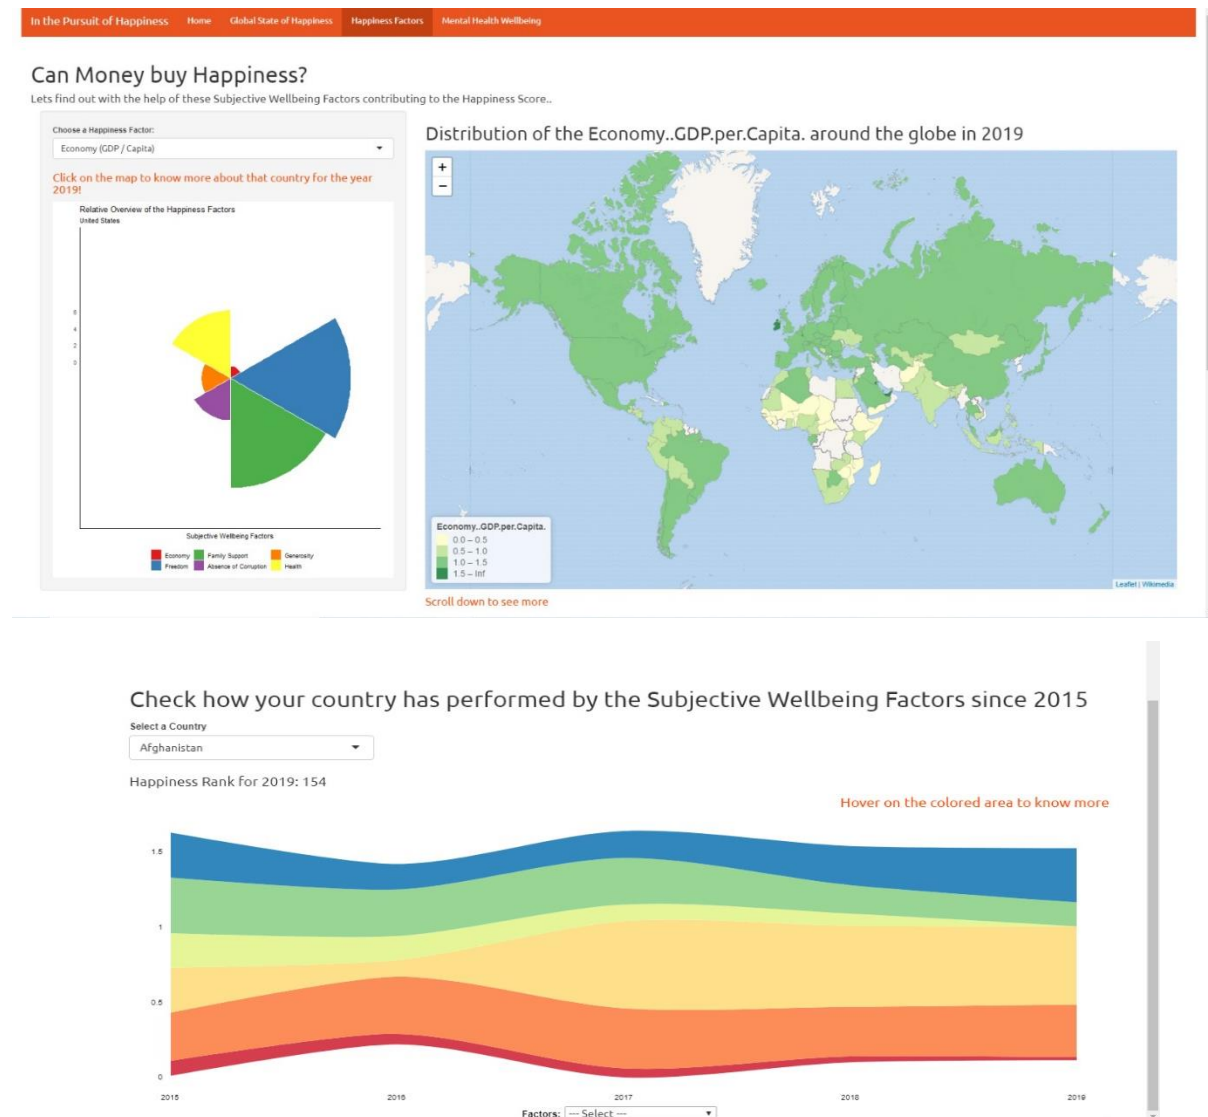 In the Pursuit of Happiness Home Global State of Happiness Happiness Factors Mental Health Wellbeing
Can Money buy Happiness?
Lets find out with the help of these Subjective Wellbeing Factors contributing to the Happiness Score..
Choose a Happiness Factor:
Economy (GDP / Capita)
Click on the map to know more about that country for the year
2019!
Relative Overview of the Happiness Factors
United States
6
4
2
0
Subjective Wellbeing Factors
Economy Family Support Generosity
Freedom Absence of Corruption Health
Distribution of the Economy..GDP.per.Capita. around the globe in 2019
+
−
Economy..GDP.per.Capita.
0.0 – 0.5
0.5 – 1.0
1.0 – 1.5
1.5 – Inf
Leaflet | Wikimedia
Scroll down to see more
Check how your country has performed by the Subjective Wellbeing Factors since 2015
Select a Country
Afghanistan
Happiness Rank for 2019: 154
Hover on the colored area to know more
1.5
1
0.5
0
2015 2016 2017 2018 2019
Factors: --- Select ---